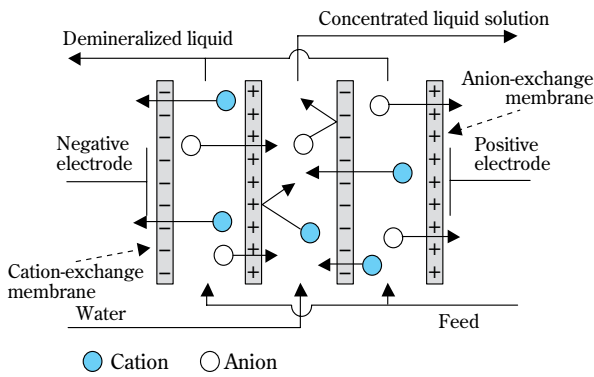 Concentrated liquid solution
Demineralized liquid
Anion-exchange
membrane
Negative
electrode
Positive
electrode
Cation-exchange
membrane
Water
Feed
Cation
Anion